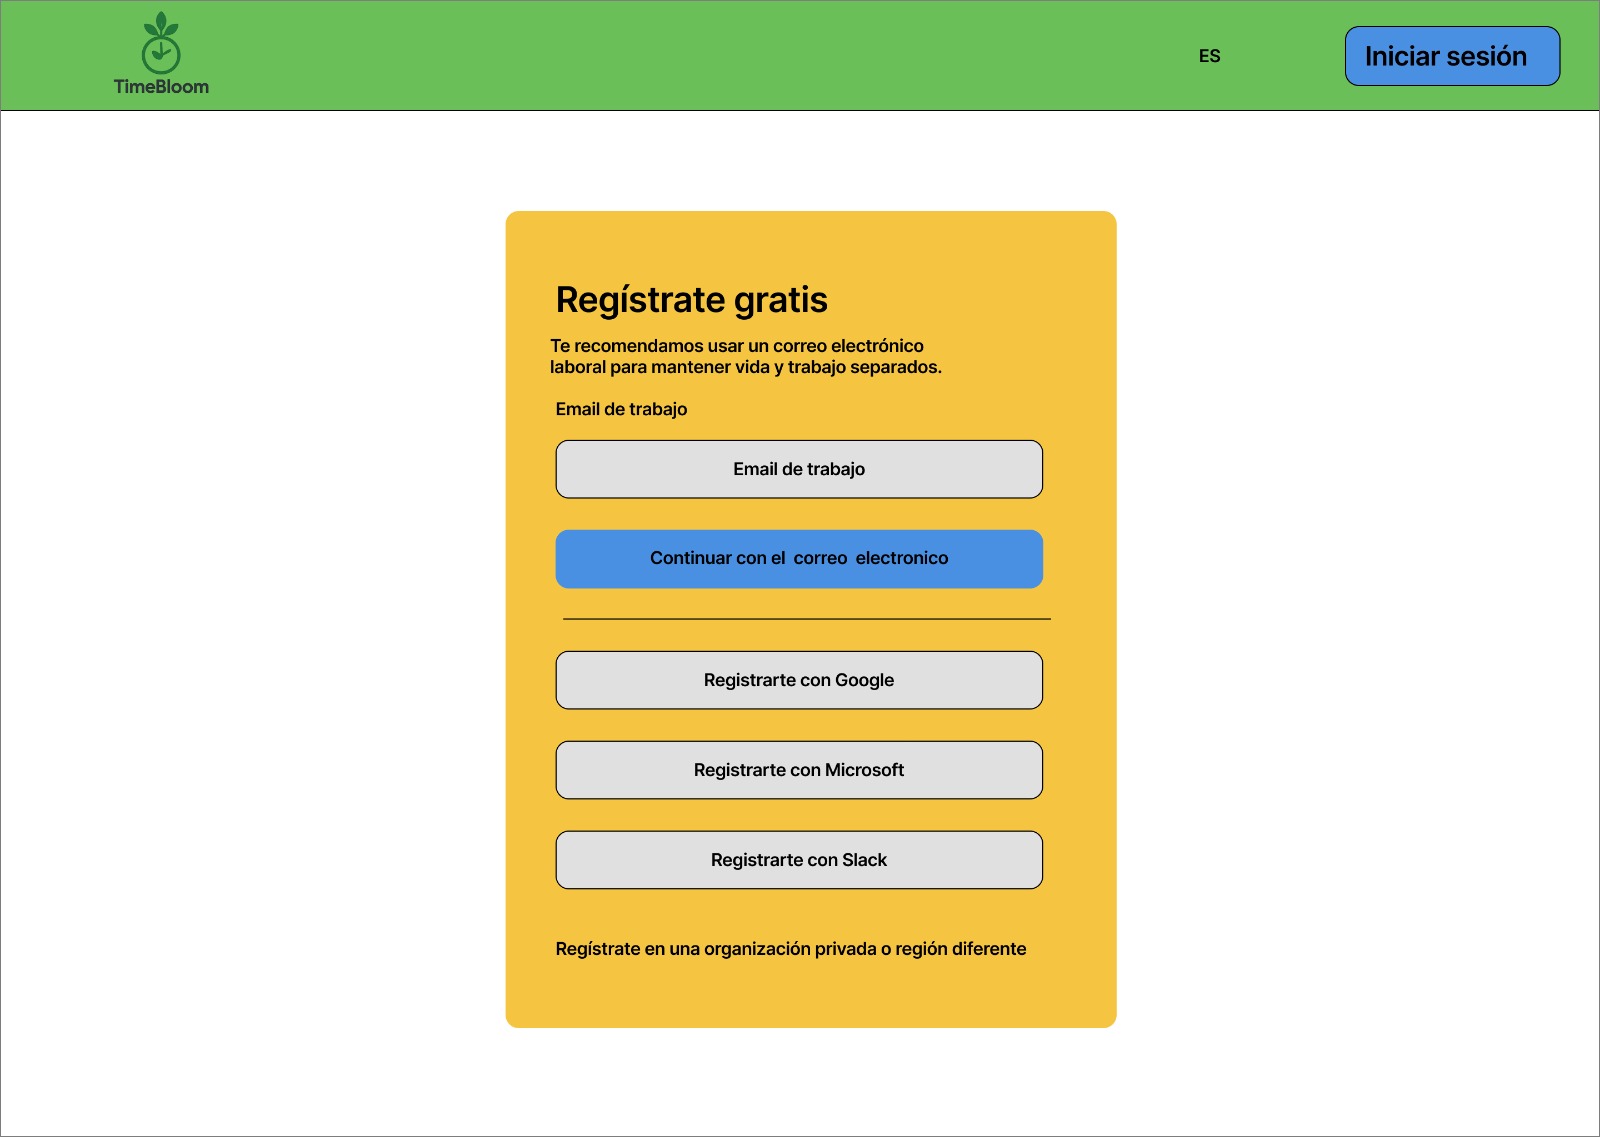 TimeBloom
ES
Iniciar sesión
Regístrate gratis
Te recomendamos usar un correo electrónico
laboral para mantener vida y trabajo separados.
Email de trabajo
Email de trabajo
Continuar con el  correo  electronico
Registrarte con Google
Registrarte con Microsoft
Registrarte con Slack
Regístrate en una organización privada o región diferente